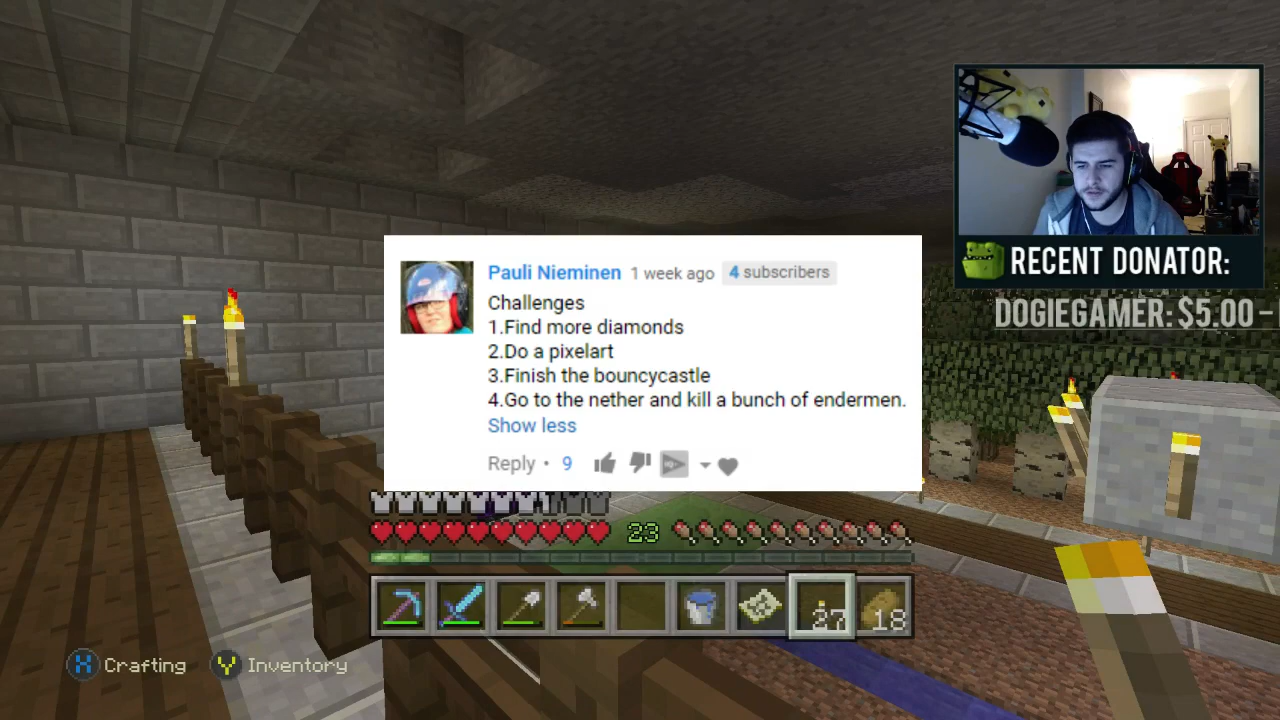 Pauli Nieminen 1 week ago 4 subscribers
Challenges
1.Find more diamonds
2.Do a pixelart
3.Finish the bouncycastle
4.Go to the nether and kill a bunch of endermen.
Show less
Reply • 9
RECENT DONATOR:
DOGIEGAMER: $5.00 -
23
27 18
X Crafting Y Inventory